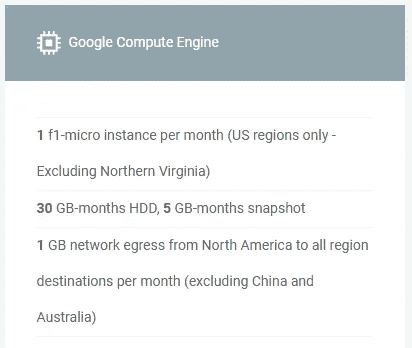 Google Compute Engine
1 f1-micro instance per month (US regions only -
Excluding Northern Virginia)
30 GB-months HDD, 5 GB-months snapshot
1 GB network egress from North America to all region
destinations per month (excluding China and
Australia)